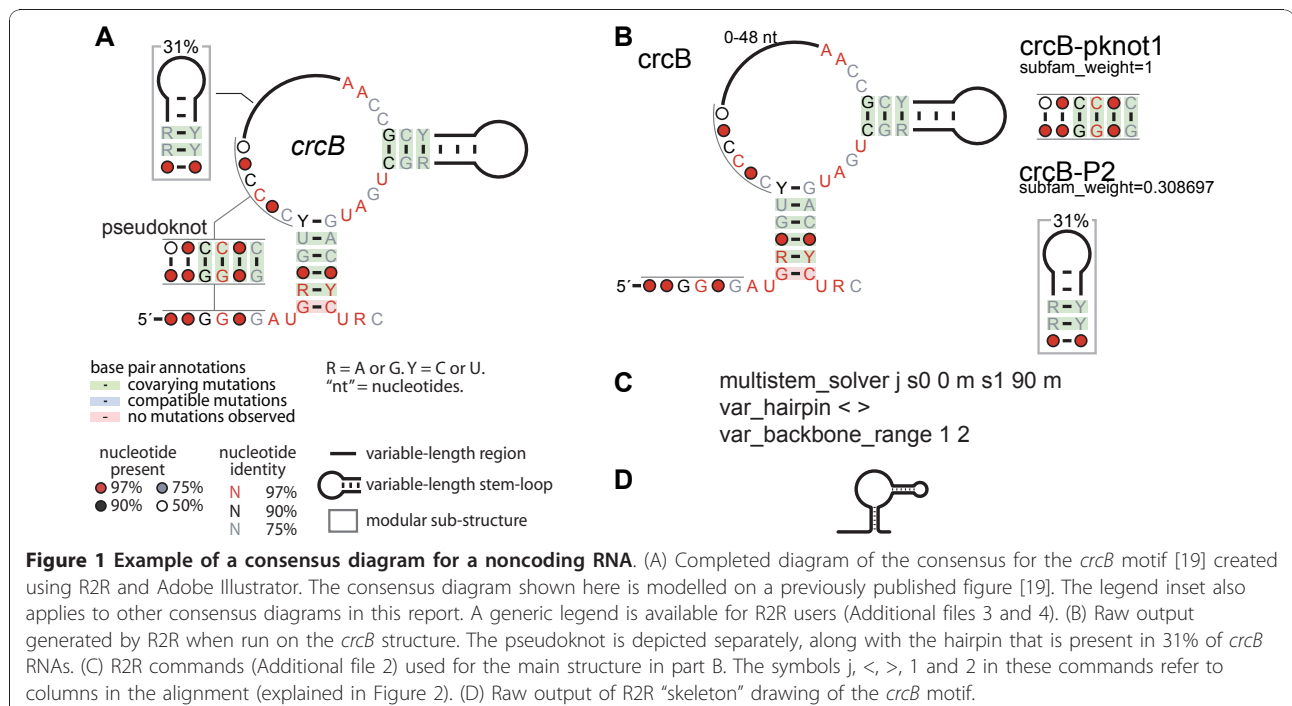 A
31%
R - Y
R - Y
crcB
A A C C G C Y
C G R
U G A U G
O C C C Y - G
U A
G C
R Y
G - C
pseudoknot
C C C
G G G
5´ G G G A U G - C U R C
base pair annotations
- covarying mutations
- compatible mutations
- no mutations observed
R = A or G. Y = C or U.
"nt" = nucleotides.
nucleotide present
97% 75%
90% 50%
nucleotide identity
N 97%
N 90%
N 75%
variable-length region
variable-length stem-loop
modular sub-structure
B
crcB
0-48 nt
A A C C G C Y
C G R
U G A U
C C C Y - G
U A
G C
R Y
5´ G G G A U G C U R C
crcB-pknot1
subfam_weight=1
C C C
G G G
crcB-P2
subfam_weight=0.308697
31%
R - Y
R - Y
C
multistem_solver j s0 0 m s1 90 m
var_hairpin < >
var_backbone_range 1 2
D
Figure 1 Example of a consensus diagram for a noncoding RNA. (A) Completed diagram of the consensus for the crcB motif [19] created
using R2R and Adobe Illustrator. The consensus diagram shown here is modelled on a previously published figure [19]. The legend inset also
applies to other consensus diagrams in this report. A generic legend is available for R2R users (Additional files 3 and 4). (B) Raw output
generated by R2R when run on the crcB structure. The pseudoknot is depicted separately, along with the hairpin that is present in 31% of crcB
RNAs. (C) R2R commands (Additional file 2) used for the main structure in part B. The symbols j, <, >, 1 and 2 in these commands refer to
columns in the alignment (explained in Figure 2). (D) Raw output of R2R "skeleton" drawing of the crcB motif.